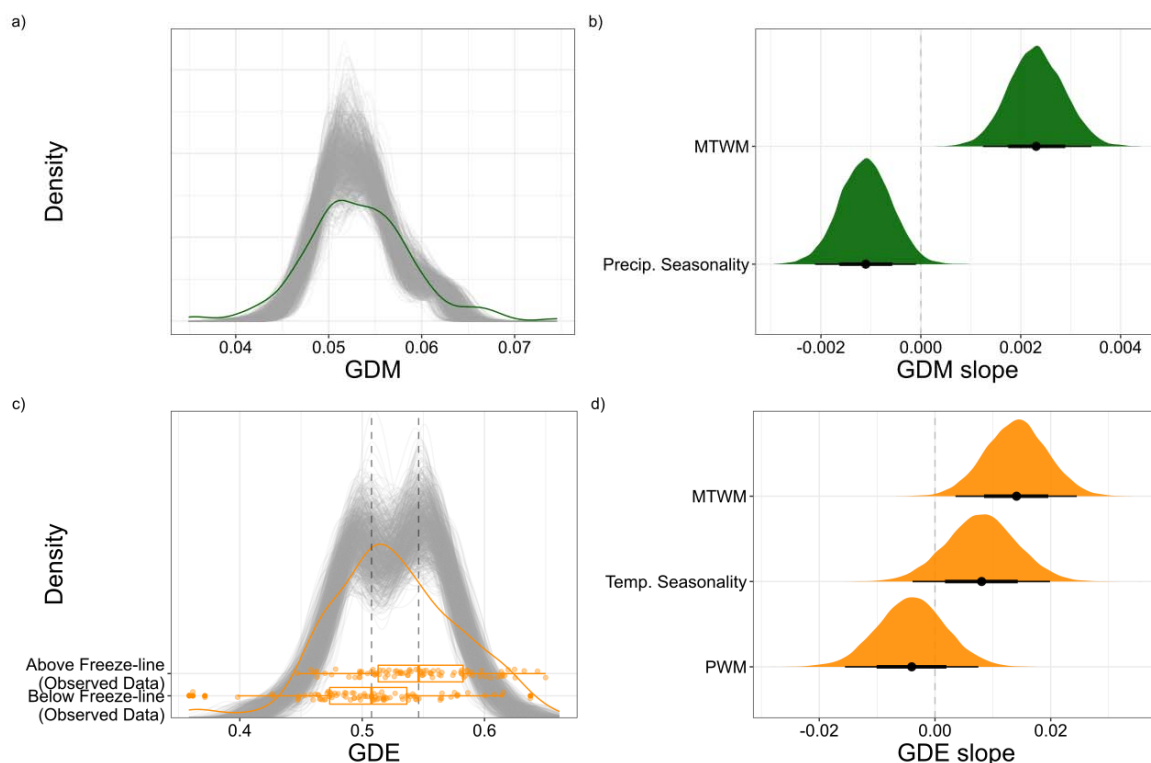 a)
Density
0.04 0.05 0.06 0.07
GDM
b)
MTWM
Precip. Seasonality
-0.002 0.000 0.002 0.004
GDM slope
c)
Density
Above Freeze-line
(Observed Data)
Below Freeze-line
(Observed Data)
0.4 0.5 0.6
GDE
d)
MTWM
Temp. Seasonality
PWM
-0.02 0.00 0.02
GDE slope